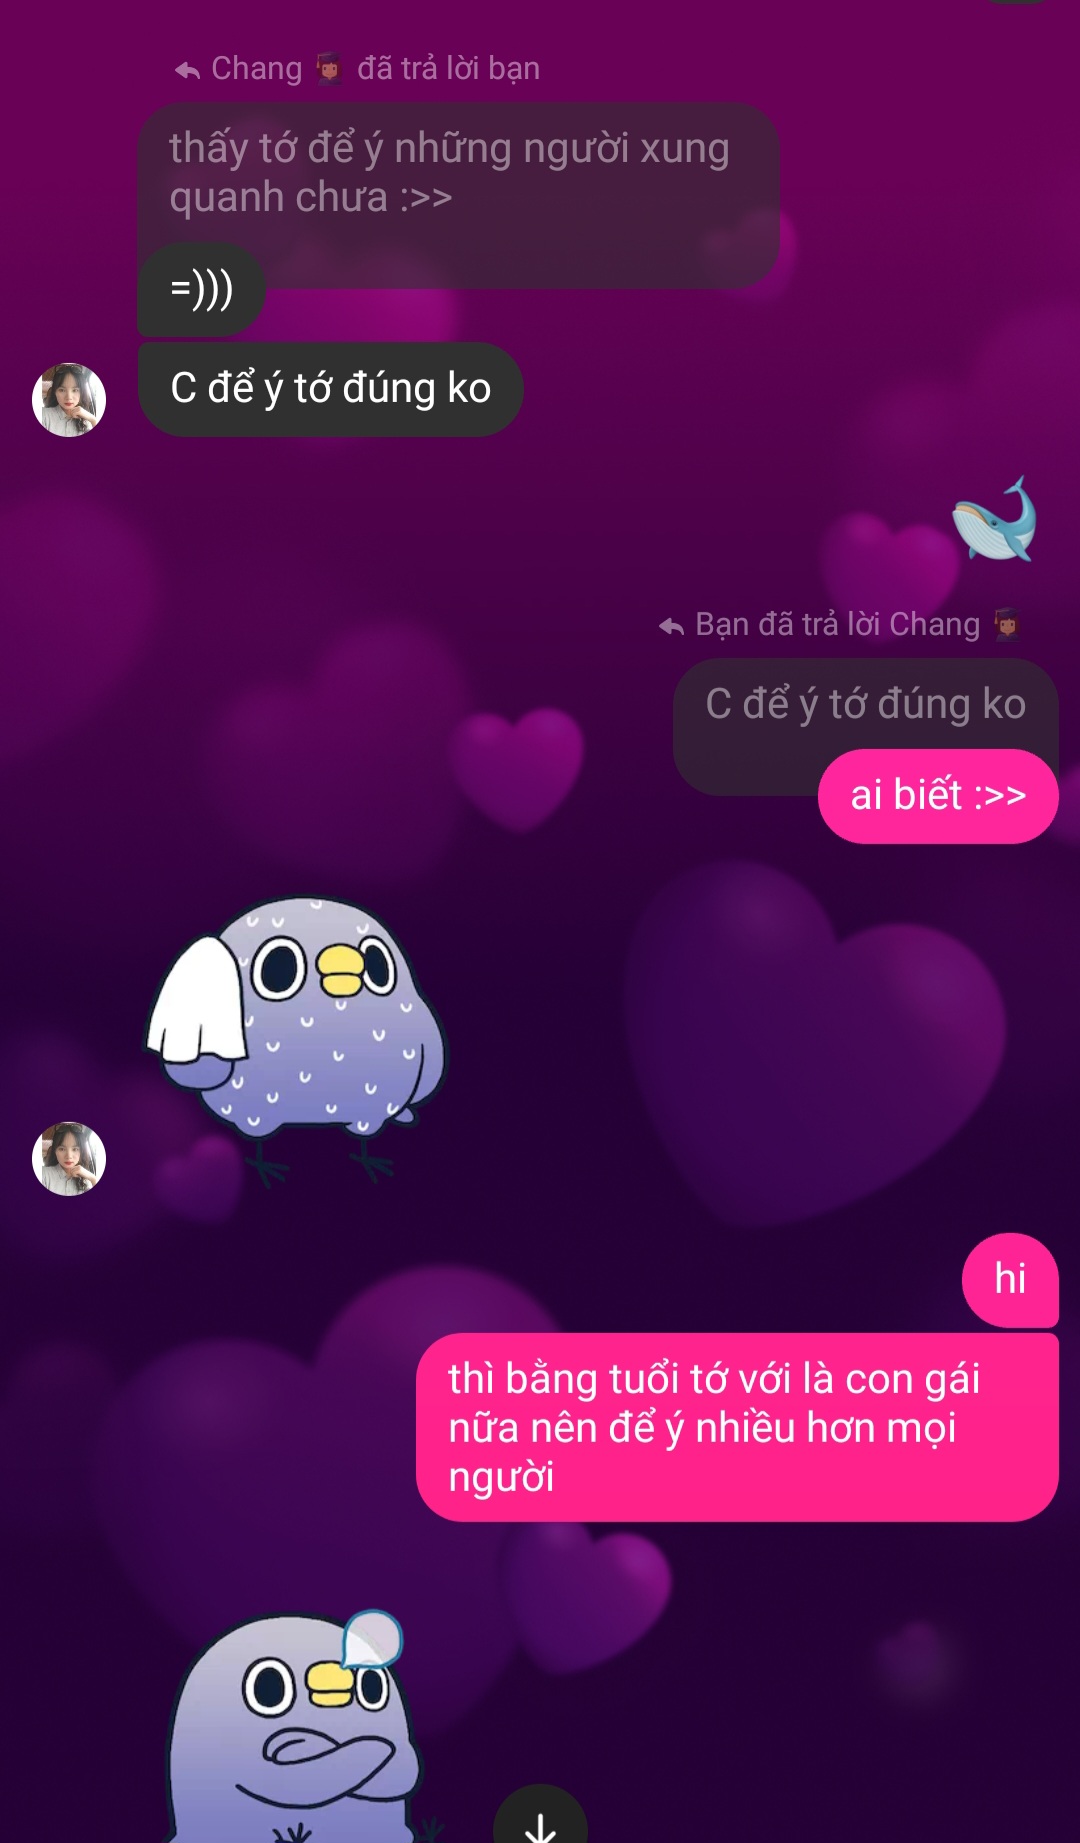 Chang đã trả lời bạn
thấy tớ để ý những người xung
quanh chưa :>>
=)))
C để ý tớ đúng ko
Bạn đã trả lời Chang
C để ý tớ đúng ko
ai biết :>>
hi
thì bằng tuổi tớ với là con gái
nữa nên để ý nhiều hơn mọi
người